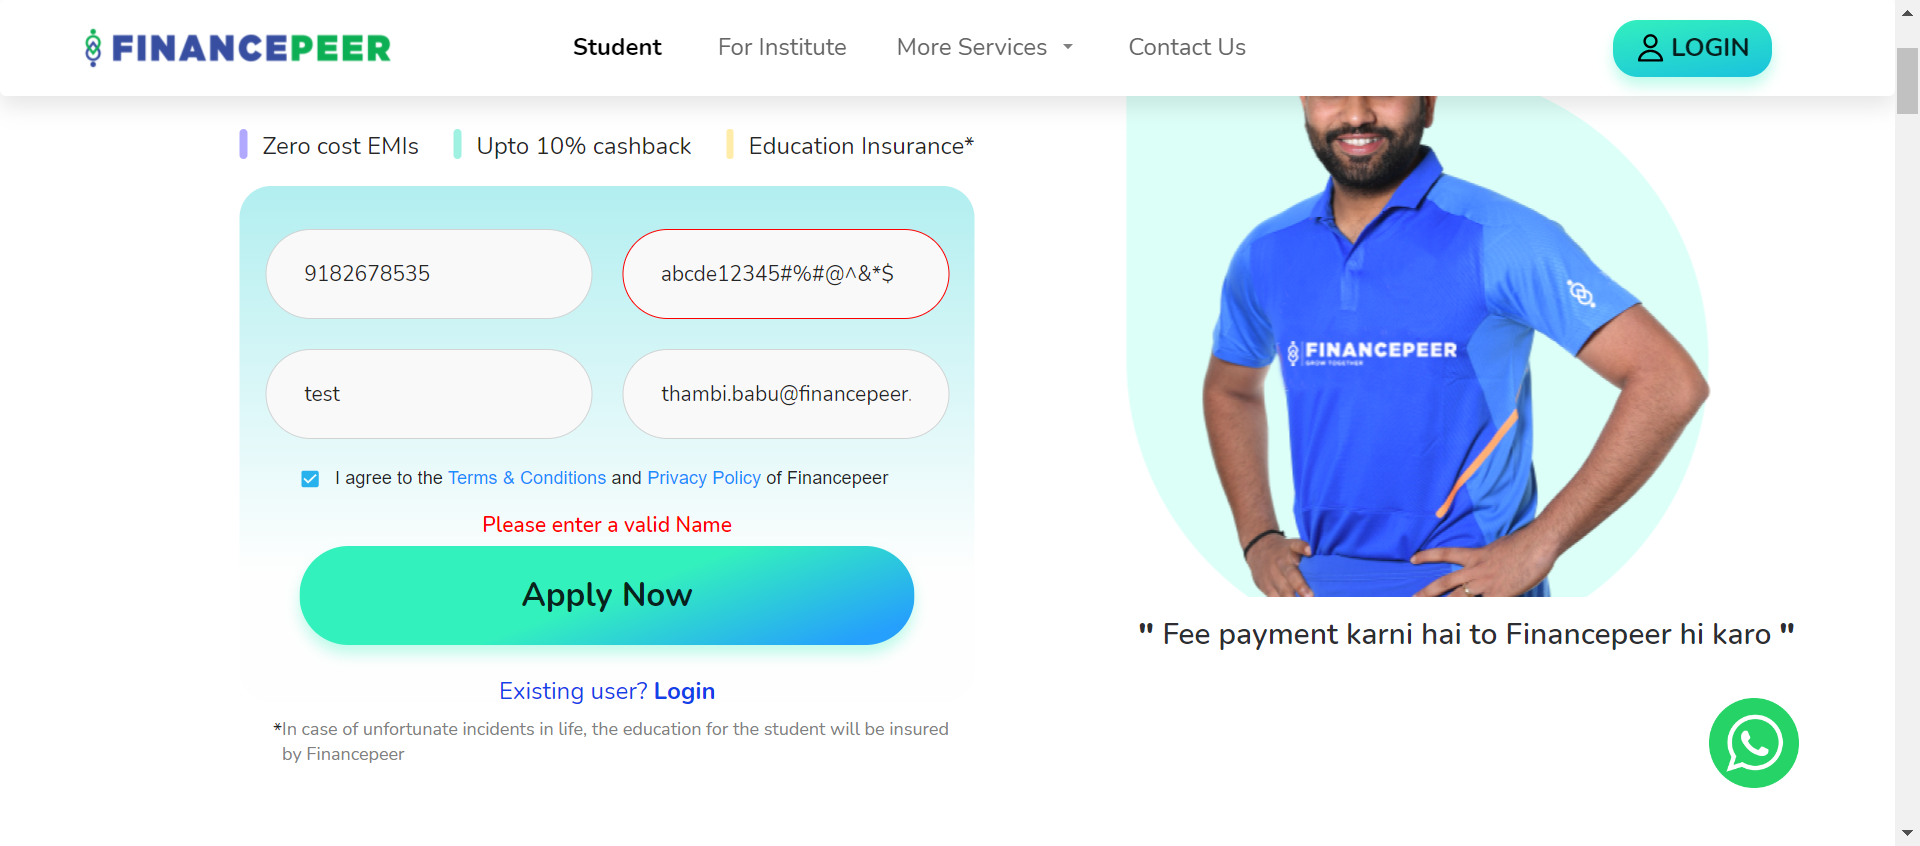 FINANCEPEER
Student
For Institute
More Services
Contact Us
LOGIN
Zero cost EMIs
Upto 10% cashback
Education Insurance*
9182678535
abcde12345#%#@^&*$
test
thambi.babu@financepeer.
I agree to the Terms & Conditions and Privacy Policy of Financepeer
Please enter a valid Name
Apply Now
Existing user? Login
*In case of unfortunate incidents in life, the education for the student will be insured
by Financepeer
FINANCEPEER
GROW TOGETHER
" Fee payment karni hai to Financepeer hi karo "